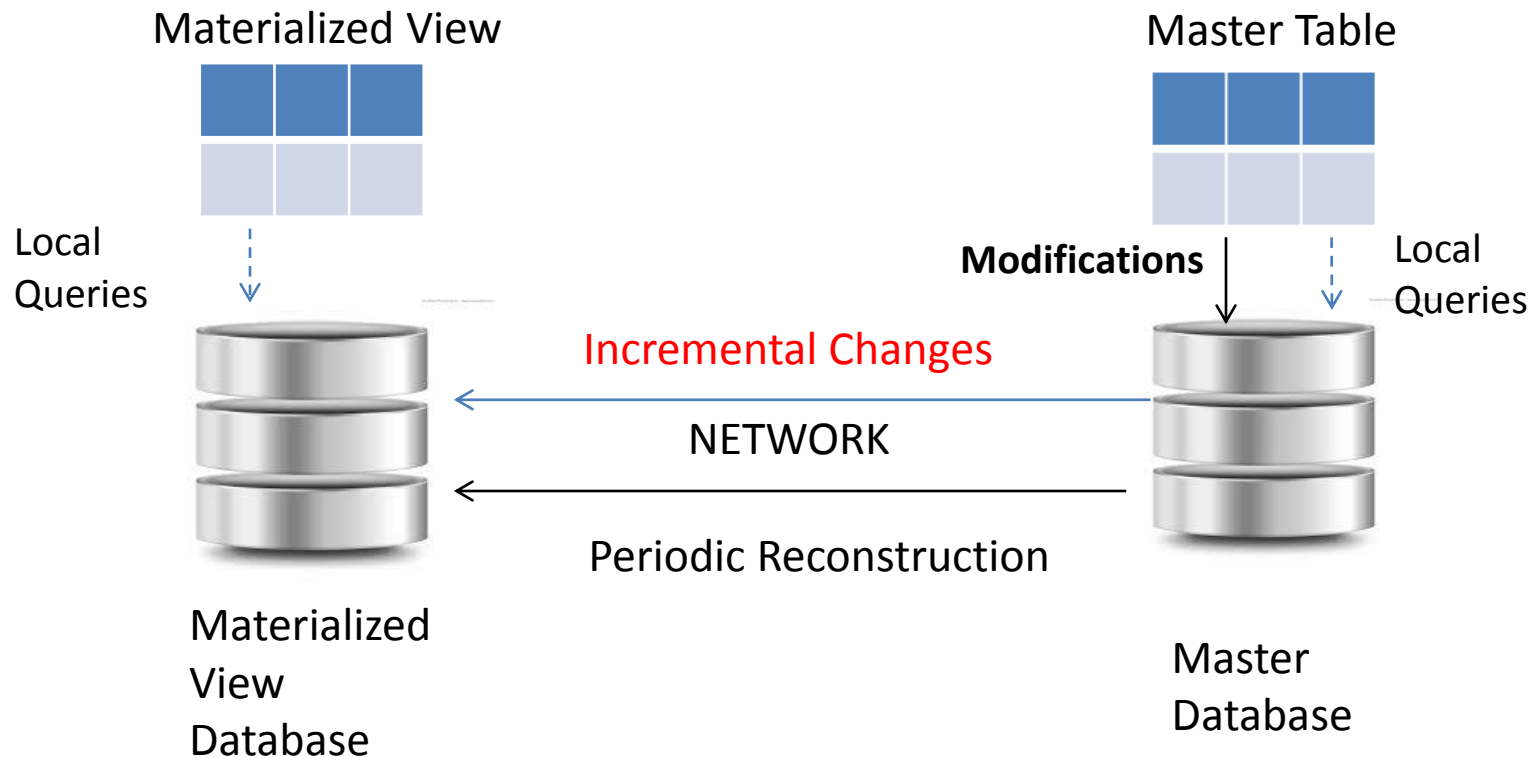 Materialized View
Master Table
Local
Queries
Modifications
Local
Queries
Incremental Changes
NETWORK
Periodic Reconstruction
Materialized
View
Database
Master
Database